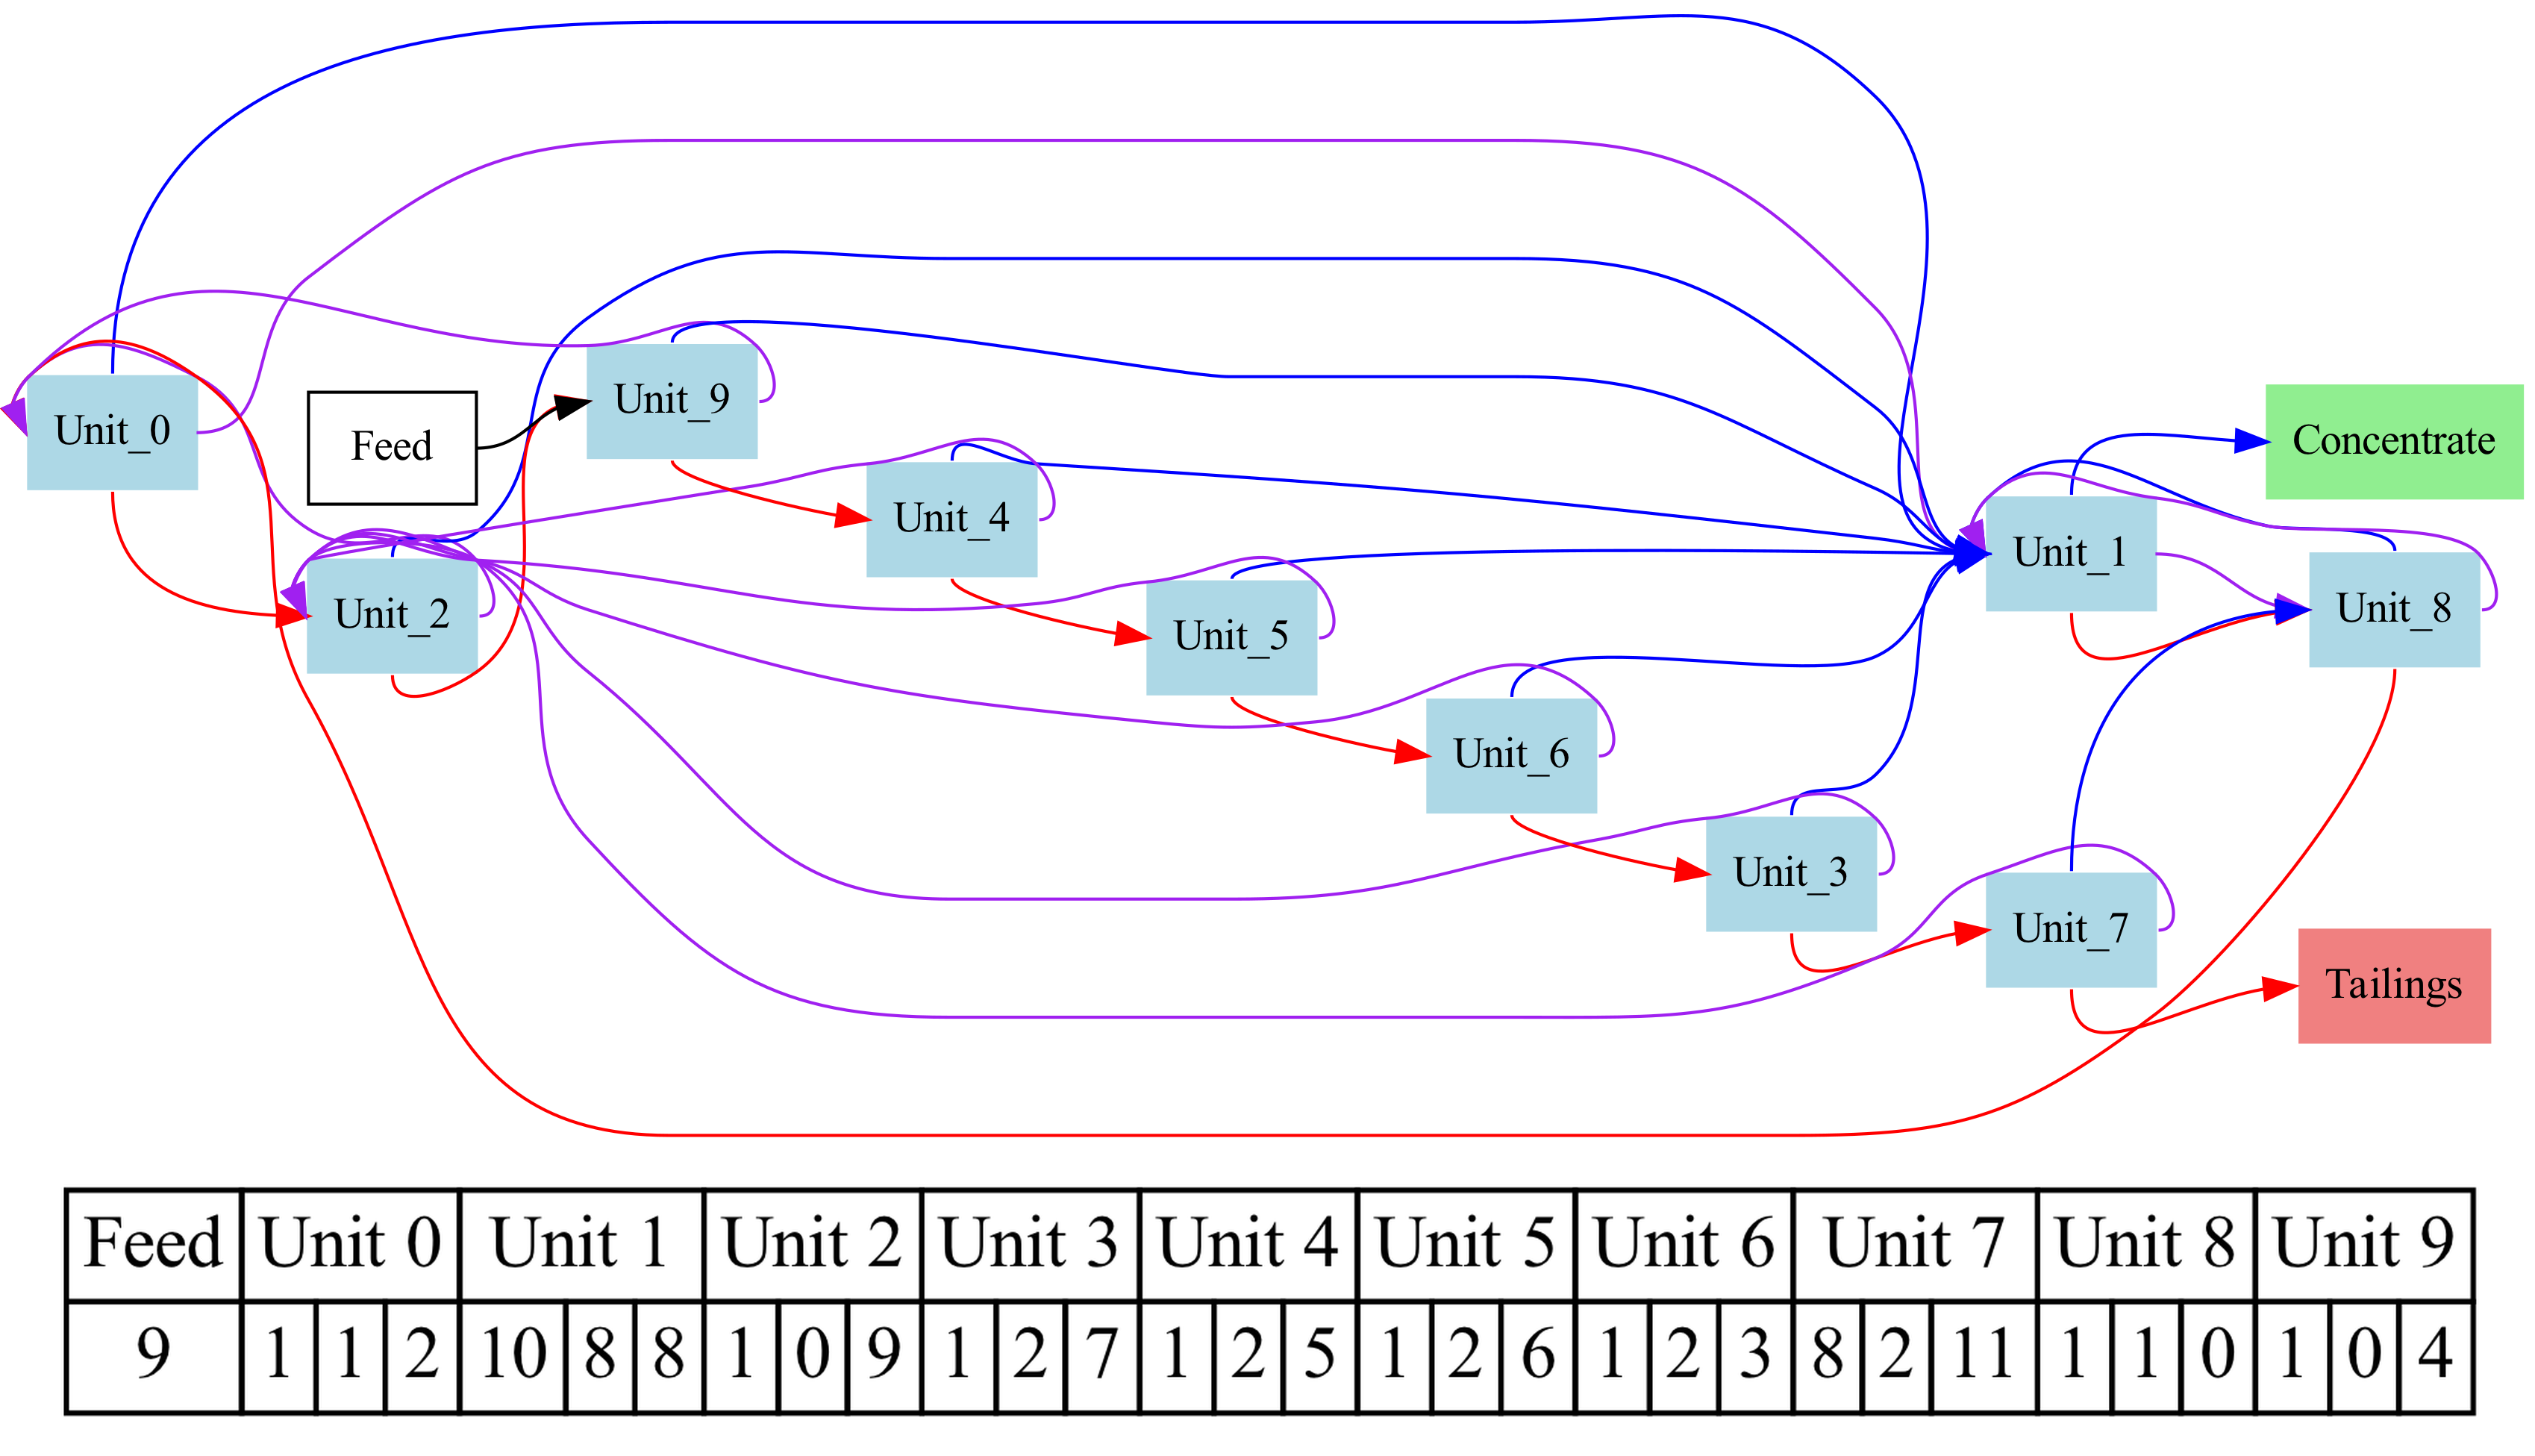 Unit_0
Feed
Unit_9
Unit_2
Unit_4
Unit_5
Unit_6
Unit_3
Unit_1
Unit_7
Concentrate
Unit_8
Tailings
Feed Unit 0 Unit 1 Unit 2 Unit 3 Unit 4 Unit 5 Unit 6 Unit 7 Unit 8 Unit 9
9 1 1 2 10 8 8 1 0 9 1 2 7 1 2 5 1 2 6 1 2 3 8 2 11 1 1 0 1 0 4